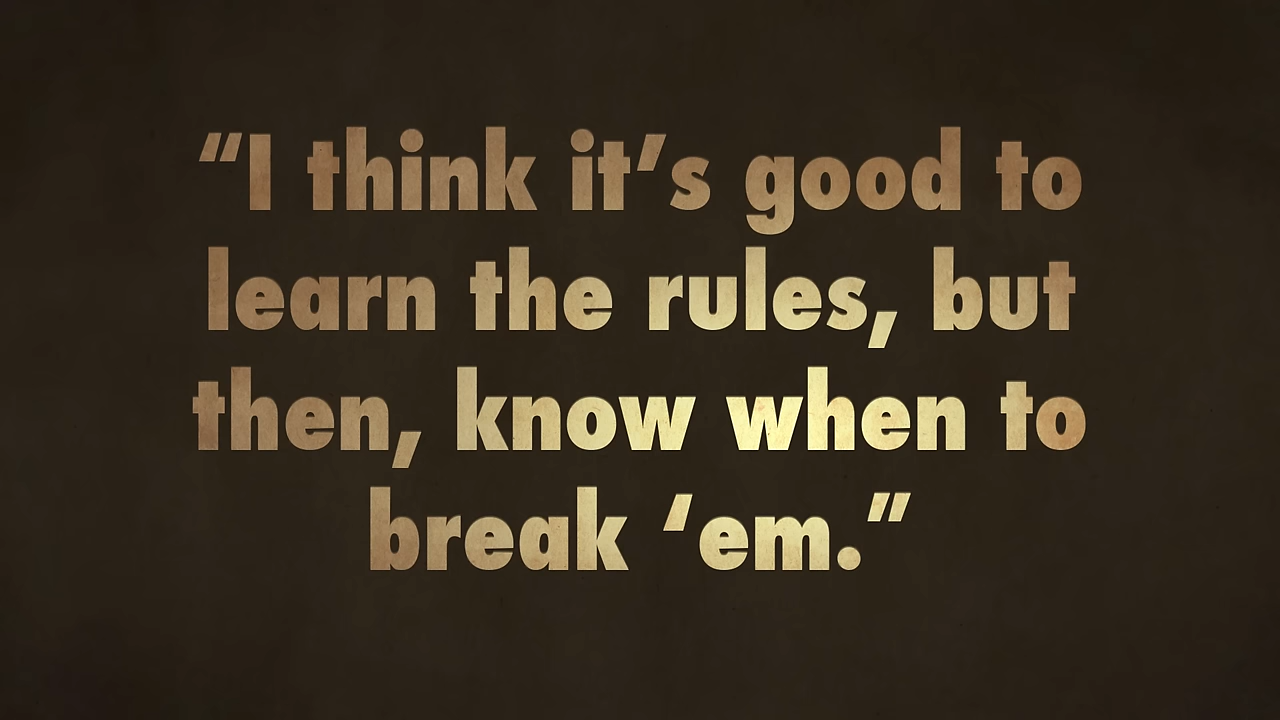 “I think it’s good to
learn the rules, but
then, know when to
break ‘em.”